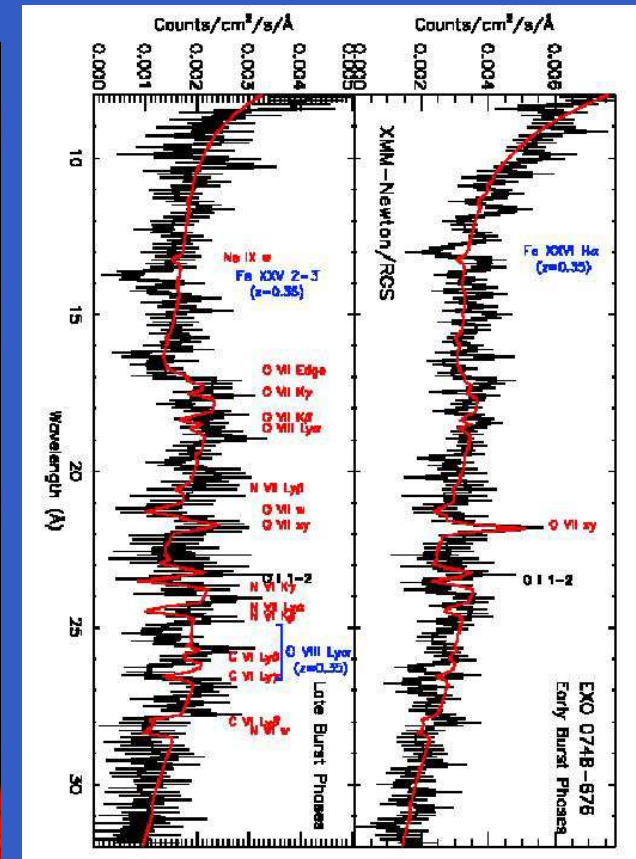 Counts/cm²/s/Å
0.002
0.004
0.006
EXO 0748-676
Early Burst Phases
XMM-Newton/RGS
Fe XXVI Hα
(z=0.35)
O VII xy
O I 1-2
Counts/cm²/s/Å
0.000
0.001
0.002
0.003
0.004
Late Burst Phases
Ne IX w
Fe XXV 2-3
(z=0.35)
O VII Edge
O VII Kγ
O VII Kβ
O VIII Lyα
N VII Lyβ
O VII w
O VII xy
O I 1-2
N VI Kγ
N VII Lyα
N VI Kβ
O VIII Lyα
(z=0.35)
C VI Lyγ
C VI Lyβ
N VI w
10
15
20
25
30
Wavelength (Å)